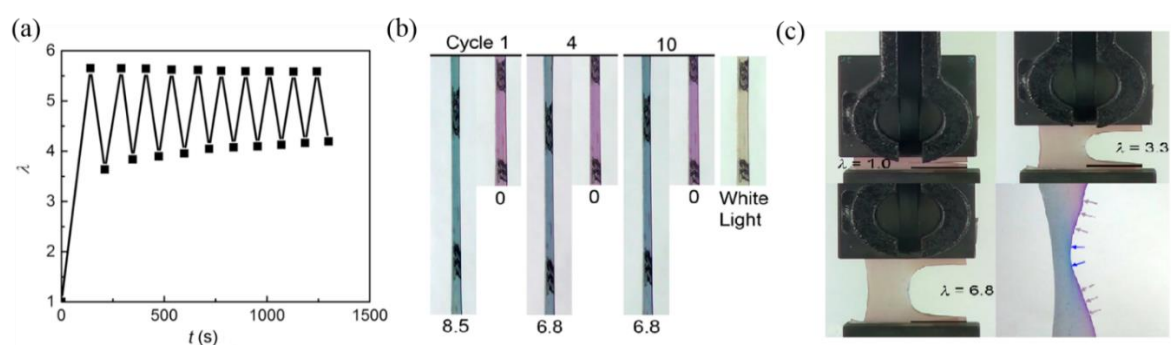 (a)
6
5
4
3
2
1
λ
0 500 1000 1500
t (s)
(b)
Cycle 1 4 10
0 0 0 White
Light
8.5 6.8 6.8
(c)
λ = 1.0
λ = 3.3
λ = 6.8